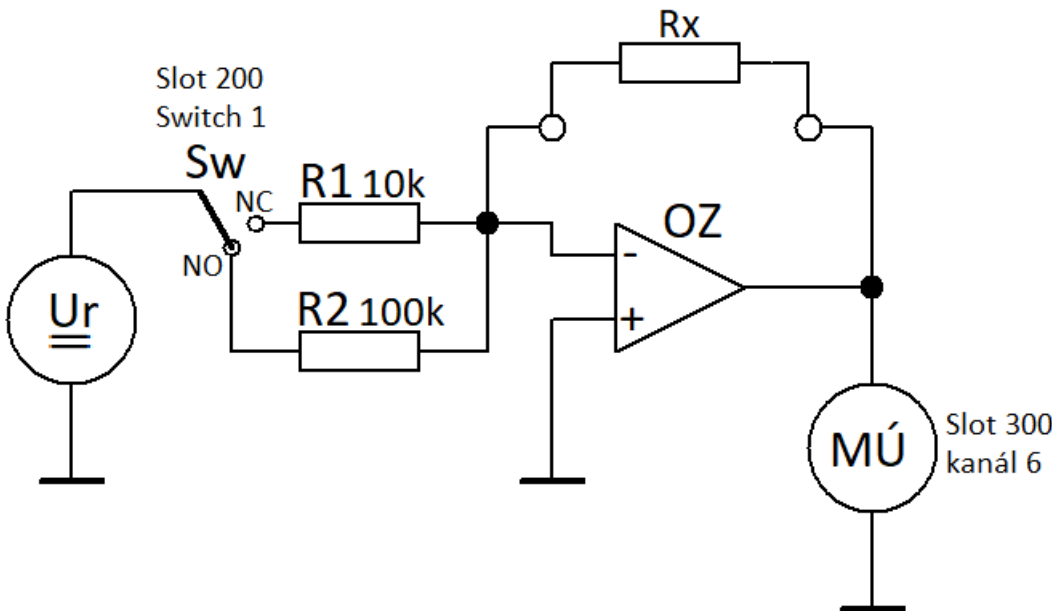 Rx
Slot 200
Switch 1
Sw
NC
R1 10k
OZ
NO
-
Ur
R2 100k
+
MÚ
Slot 300
kanál 6